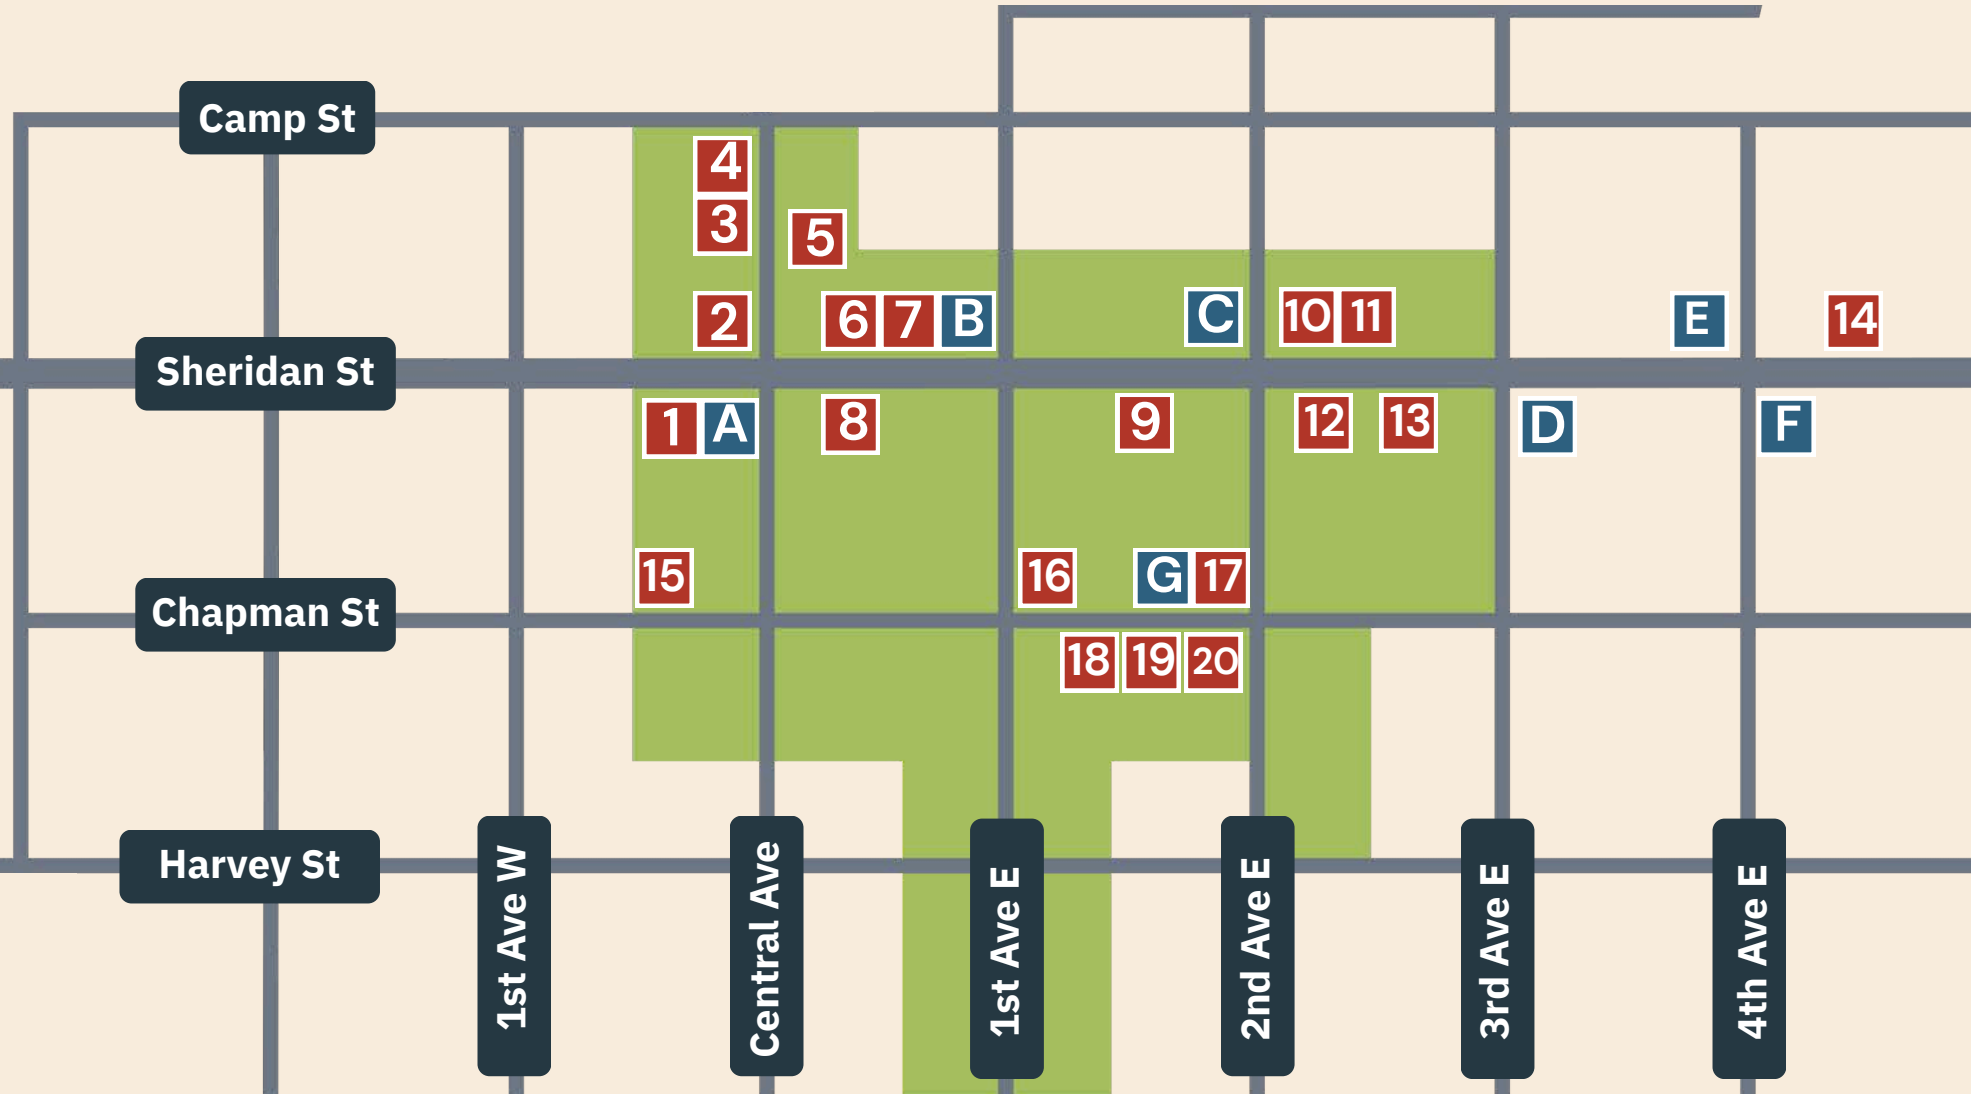 Camp St
4
3
5
2
6 7 B
C
10 11
E
14
Sheridan St
1 A
8
9
12
13
D
F
15
16
G 17
Chapman St
18 19 20
Harvey St
1st Ave W
Central Ave
1st Ave E
2nd Ave E
3rd Ave E
4th Ave E